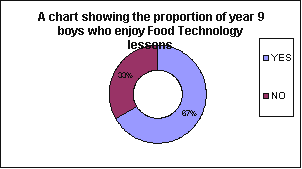 A chart showing the proportion of year 9
boys who enjoy Food Technology
lessons
33%
67%
YES
NO